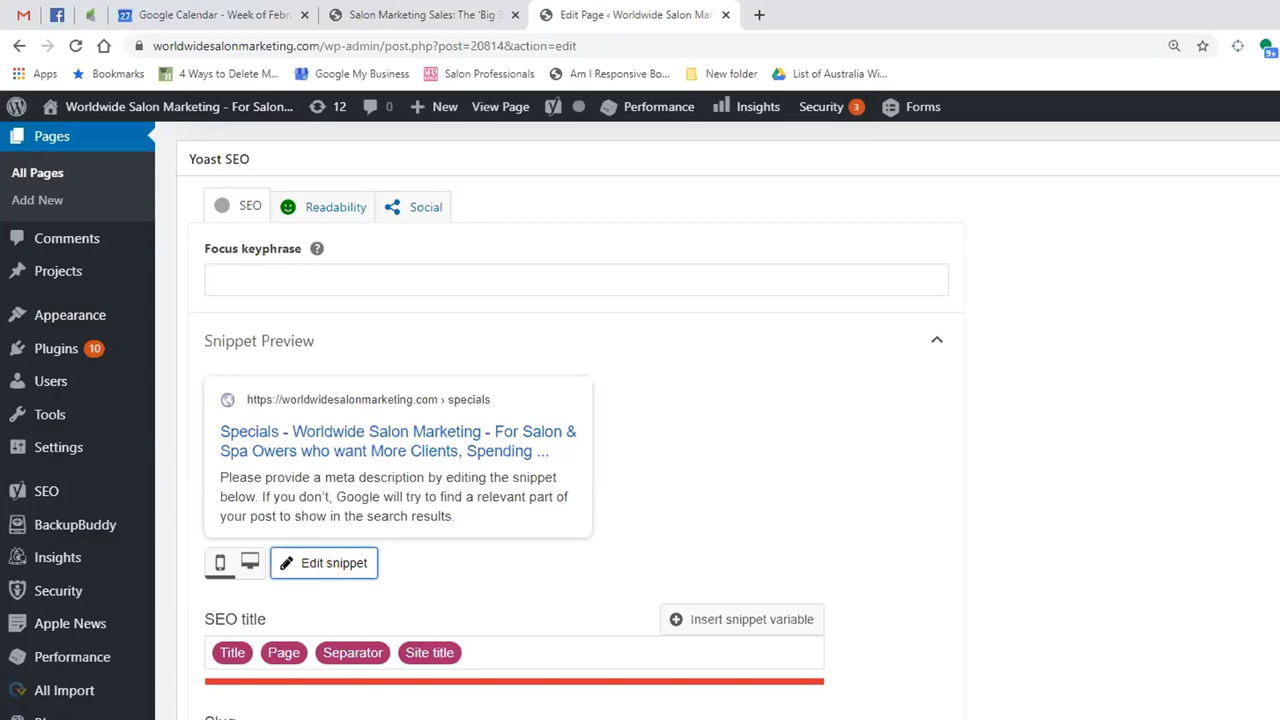 27 Google Calendar - Week of Febr
Salon Marketing Sales: The 'Big 3
Edit Page ‹ Worldwide Salon Mar
worldwidesalonmarketing.com/wp-admin/post.php?post=20814&action=edit
9+
Apps
Bookmarks
4 Ways to Delete M...
Google My Business
Salon Professionals
Am I Responsive Bo...
New folder
List of Australia Wi...
Worldwide Salon Marketing - For Salon...
12
0
New
View Page
Performance
Insights
Security 3
Forms
Pages
All Pages
Add New
Comments
Projects
Appearance
Plugins 10
Users
Tools
Settings
SEO
BackupBuddy
Insights
Security
Apple News
Performance
All Import
Yoast SEO
SEO
Readability
Social
Focus keyphrase ?
Snippet Preview
https://worldwidesalonmarketing.com › specials
Specials - Worldwide Salon Marketing - For Salon &
Spa Owers who want More Clients, Spending ...
Please provide a meta description by editing the snippet
below. If you don't, Google will try to find a relevant part
of your post to show in the search results.
Edit snippet
SEO title
Insert snippet variable
Title Page Separator Site title